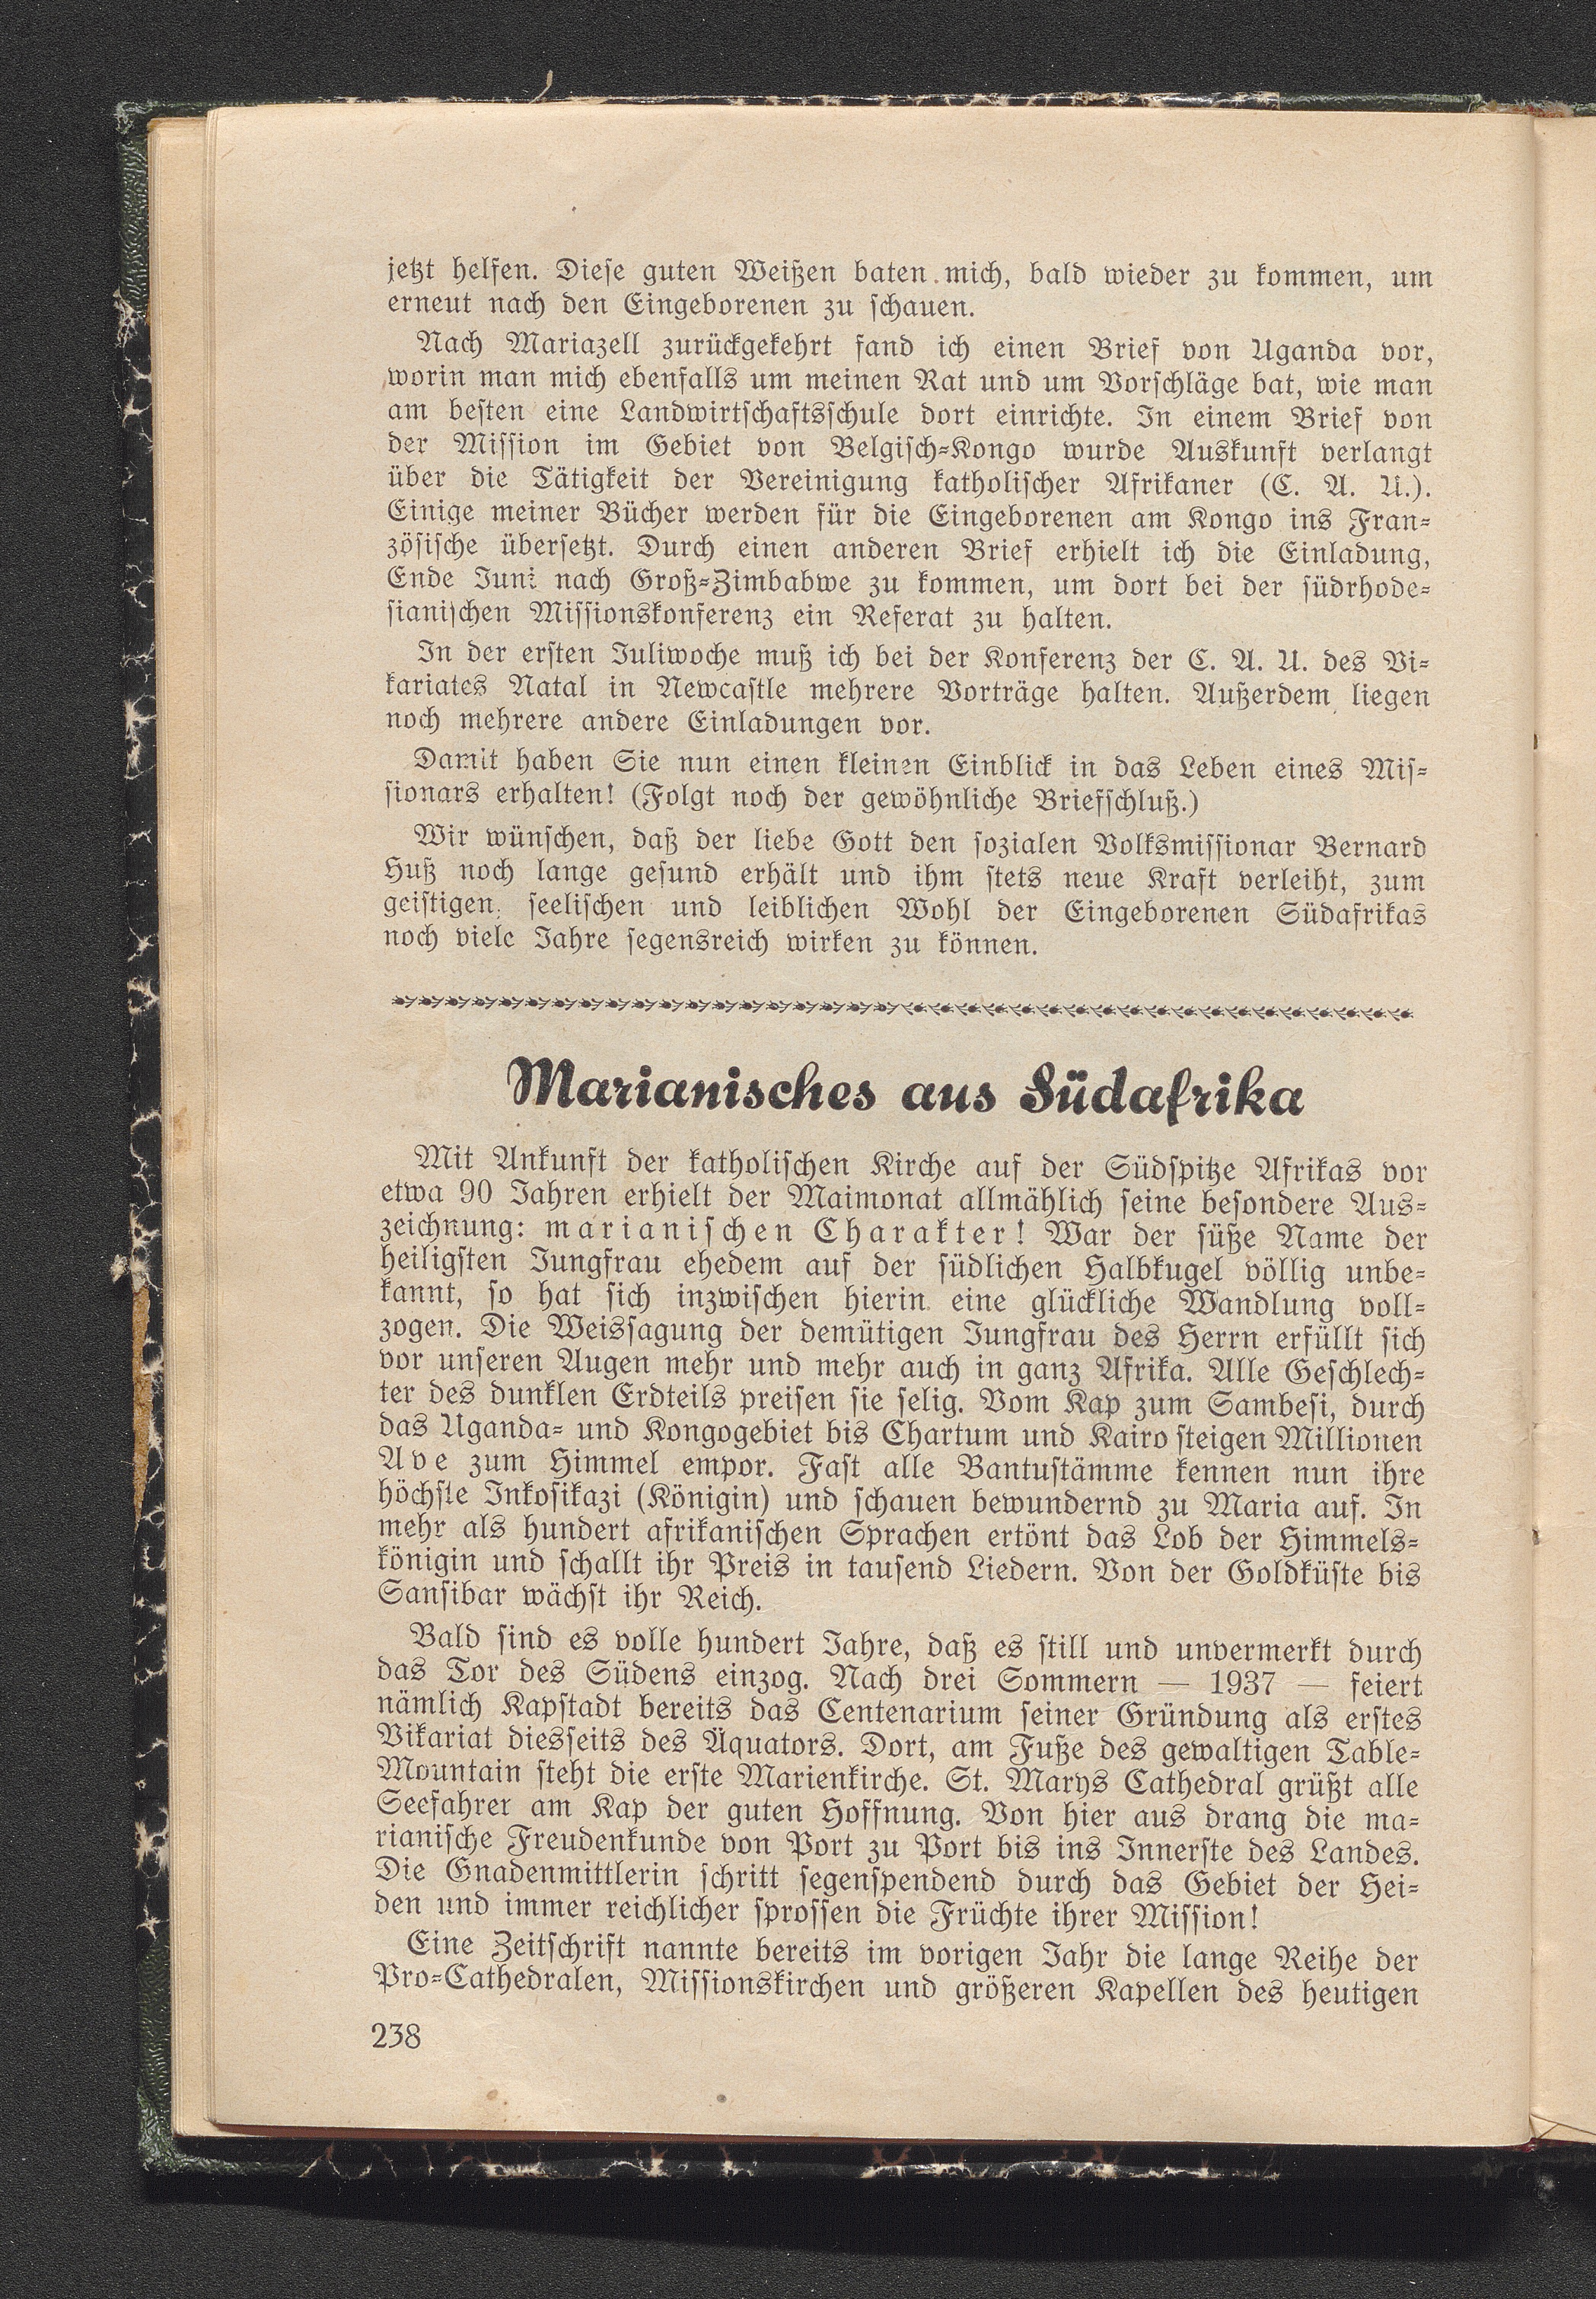 jetzt helfen. Diese guten Weißen baten mich, bald wieder zu kommen, um
erneut nach den Eingeborenen zu schauen.
Nach Mariazell zurückgekehrt fand ich einen Brief von Uganda vor,
worin man mich ebenfalls um meinen Rat und um Vorschläge bat, wie man
am besten eine Landwirtschaftsschule dort einrichte. In einem Brief von
der Mission im Gebiet von Belgisch-Kongo wurde Auskunft verlangt
über die Tätigkeit der Vereinigung katholischer Afrikaner (C. A. U.).
Einige meiner Bücher werden für die Eingeborenen am Kongo ins Fran-
zösische übersetzt. Durch einen anderen Brief erhielt ich die Einladung,
Ende Juni nach Groß-Zimbabwe zu kommen, um dort bei der südrhode-
sianischen Missionskonferenz ein Referat zu halten.
In der ersten Juliwoche muß ich bei der Konferenz der C. A. U. des Vi-
kariates Natal in Newcastle mehrere Vorträge halten. Außerdem liegen
noch mehrere andere Einladungen vor.
Damit haben Sie nun einen kleinen Einblick in das Leben eines Mis-
sionars erhalten! (Folgt noch der gewöhnliche Briefschluß.)
Wir wünschen, daß der liebe Gott den sozialen Volksmissionar Bernard
Huß noch lange gesund erhält und ihm stets neue Kraft verleiht, zum
geistigen, seelischen und leiblichen Wohl der Eingeborenen Südafrikas
noch viele Jahre segensreich wirken zu können.
Marianisches aus Südafrika
Mit Ankunft der katholischen Kirche auf der Südspitze Afrikas vor
etwa 90 Jahren erhielt der Maimonat allmählich seine besondere Aus-
zeichnung: marianischen Charakter! War der süße Name der
heiligsten Jungfrau ehedem auf der südlichen Halbkugel völlig unbe-
kannt, so hat sich inzwischen hierin eine glückliche Wandlung voll-
zogen. Die Weissagung der demütigen Jungfrau des Herrn erfüllt sich
vor unseren Augen mehr und mehr auch in ganz Afrika. Alle Geschlech-
ter des dunklen Erdteils preisen sie selig. Vom Kap zum Sambesi, durch
das Uganda- und Kongogebiet bis Chartum und Kairo steigen Millionen
Ave zum Himmel empor. Fast alle Bantustämme kennen nun ihre
höchste Inkosikazi (Königin) und schauen bewundernd zu Maria auf. In
mehr als hundert afrikanischen Sprachen ertönt das Lob der Himmels-
königin und schallt ihr Preis in tausend Liedern. Von der Goldküste bis
Sansibar wächst ihr Reich.
Bald sind es volle hundert Jahre, daß es still und unvermerkt durch
das Tor des Südens einzog. Nach drei Sommern — 1937 — feiert
nämlich Kapstadt bereits das Centenarium seiner Gründung als erstes
Vikariat diesseits des Äquators. Dort, am Fuße des gewaltigen Table-
Mountain steht die erste Marienkirche. St. Marys Cathedral grüßt alle
Seefahrer am Kap der guten Hoffnung. Von hier aus drang die ma-
rianische Freudenkunde von Port zu Port bis ins Innerste des Landes.
Die Gnadenmittlerin schritt segenspendend durch das Gebiet der Hei-
den und immer reichlicher sprossen die Früchte ihrer Mission!
Eine Zeitschrift nannte bereits im vorigen Jahr die lange Reihe der
Pro-Cathedralen, Missionskirchen und größeren Kapellen des heutigen
238